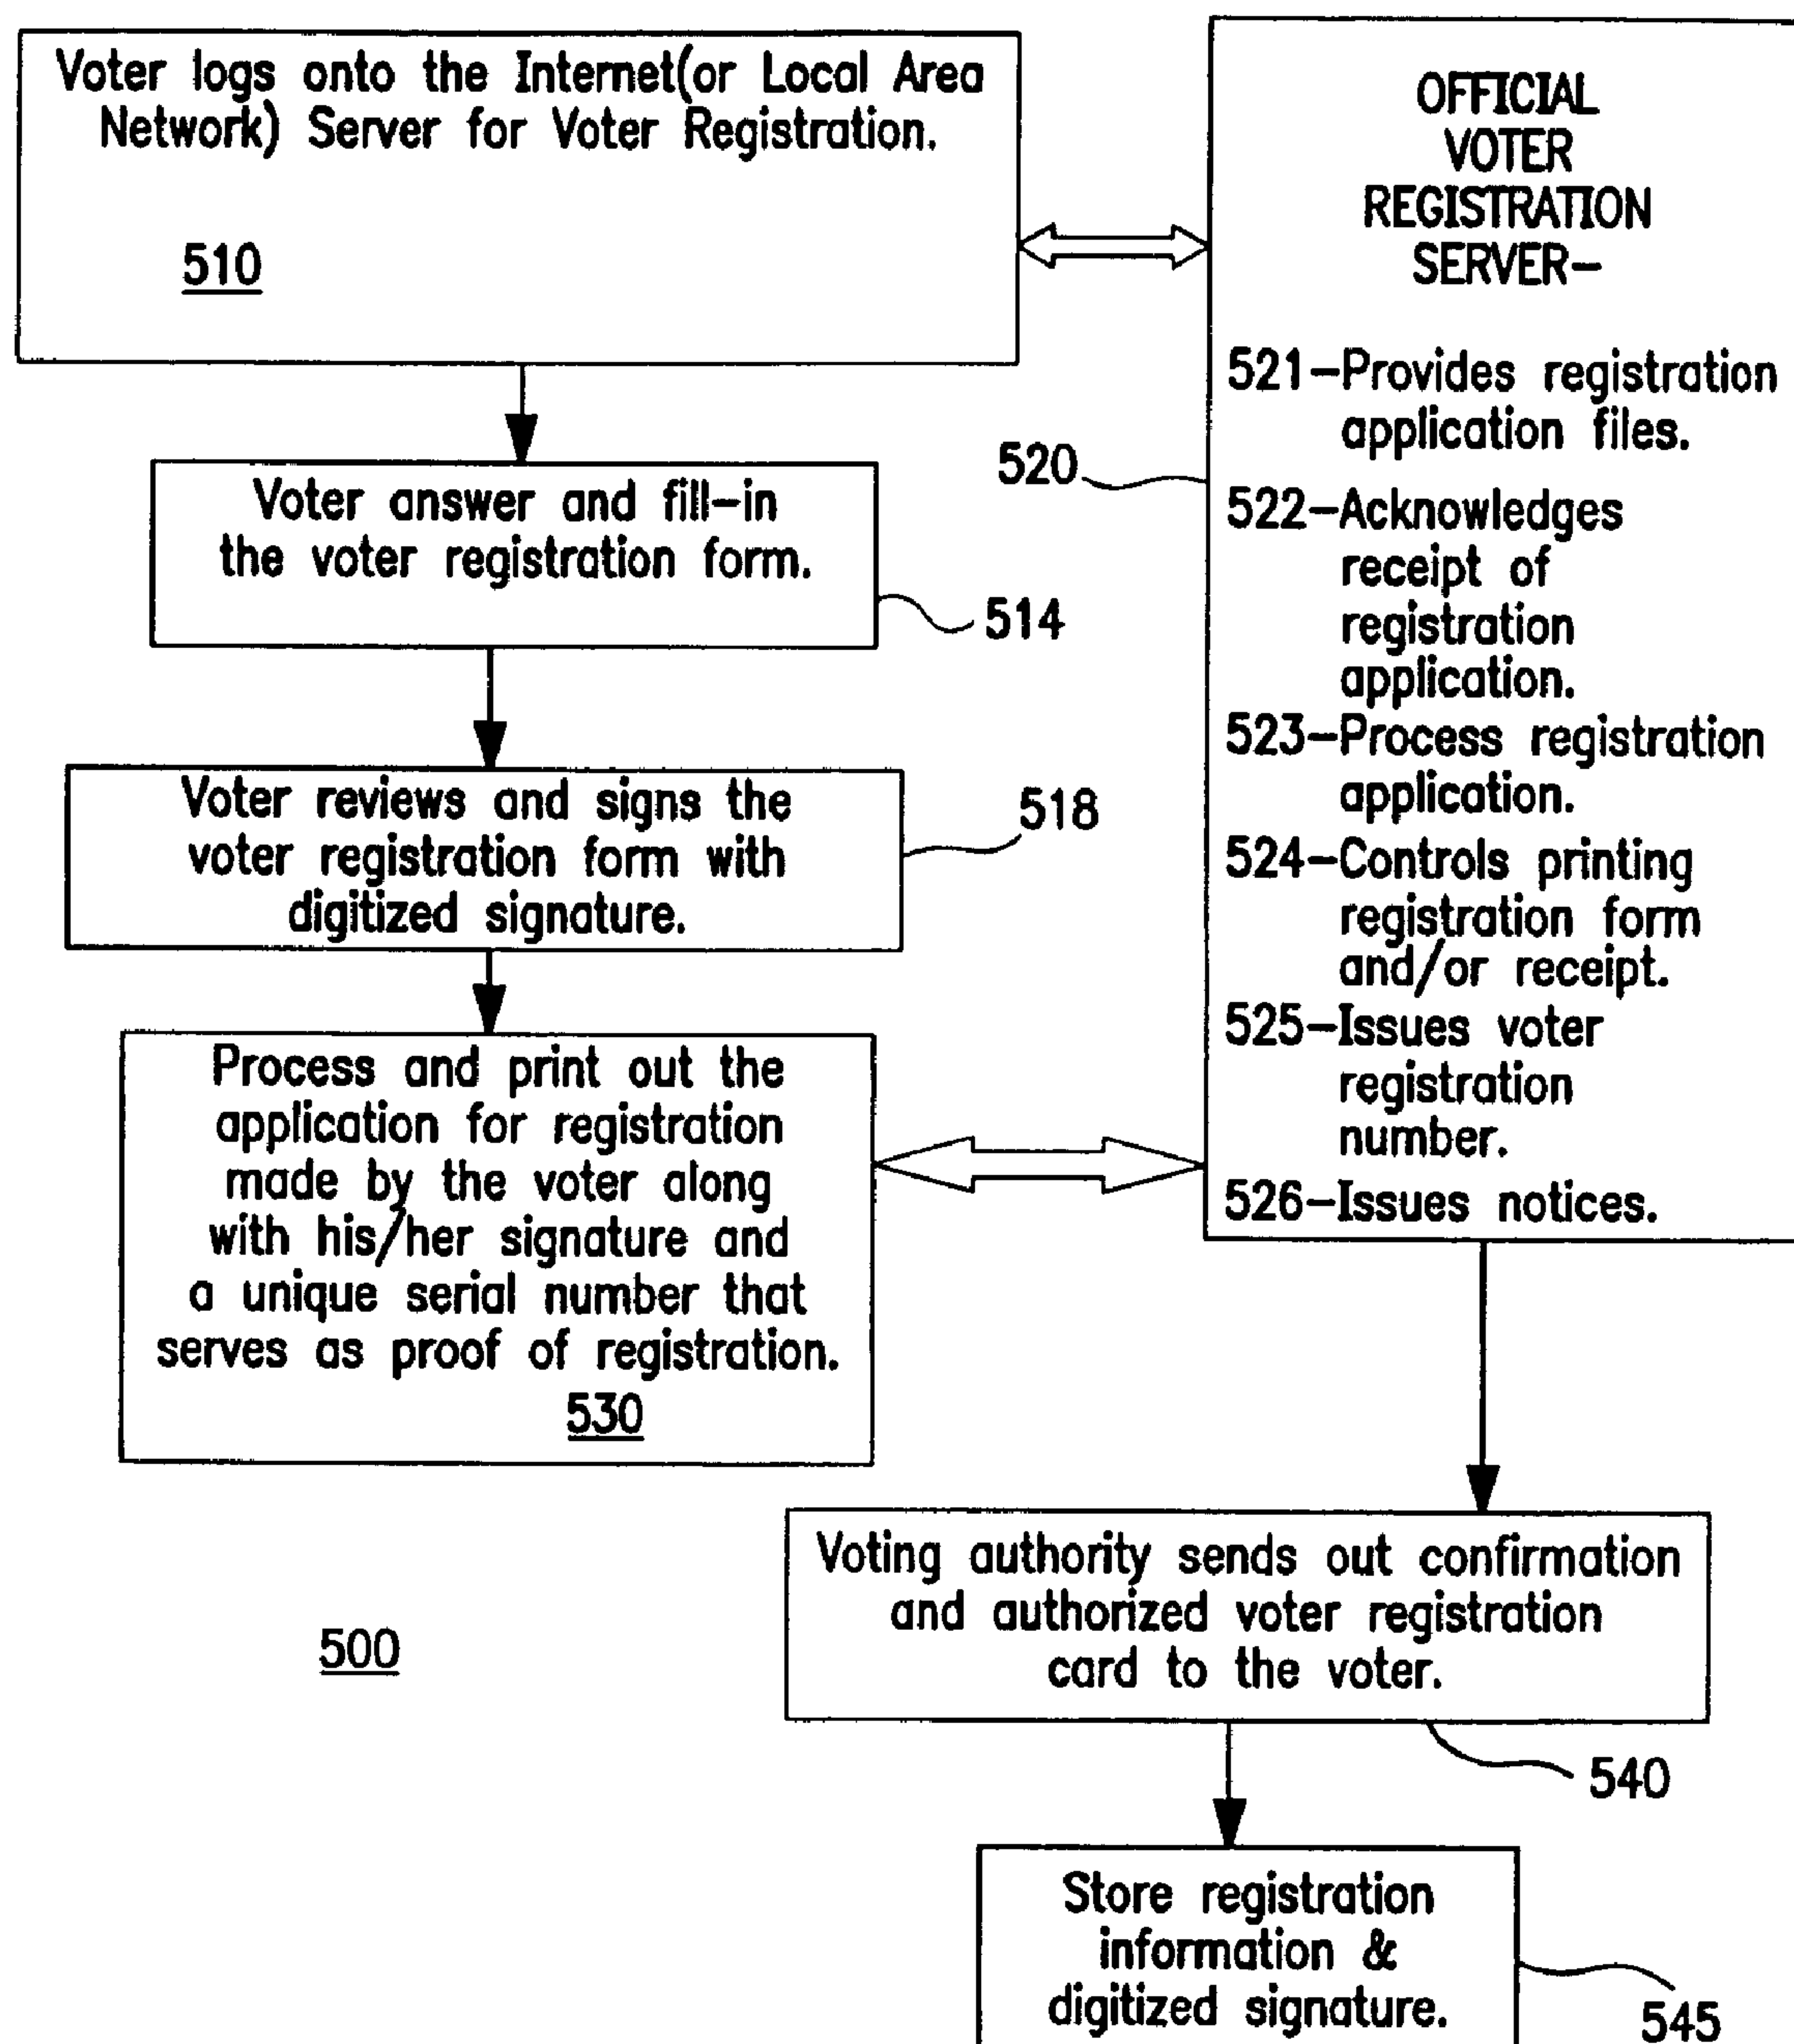 Voter logs onto the Internet(or Local Area
Network) Server for Voter Registration.
510
OFFICIAL
VOTER
REGISTRATION
SERVER—
521—Provides registration
application files.
522—Acknowledges
receipt of
registration
application.
523—Process registration
application.
524—Controls printing
registration form
and/or receipt.
525—Issues voter
registration
number.
526—Issues notices.
520
Voter answer and fill—in
the voter registration form.
514
Voter reviews and signs the
voter registration form with
digitized signature.
518
Process and print out the
application for registration
made by the voter along
with his/her signature and
a unique serial number that
serves as proof of registration.
530
Voting authority sends out confirmation
and authorized voter registration
card to the voter.
540
500
Store registration
information &
digitized signature.
545